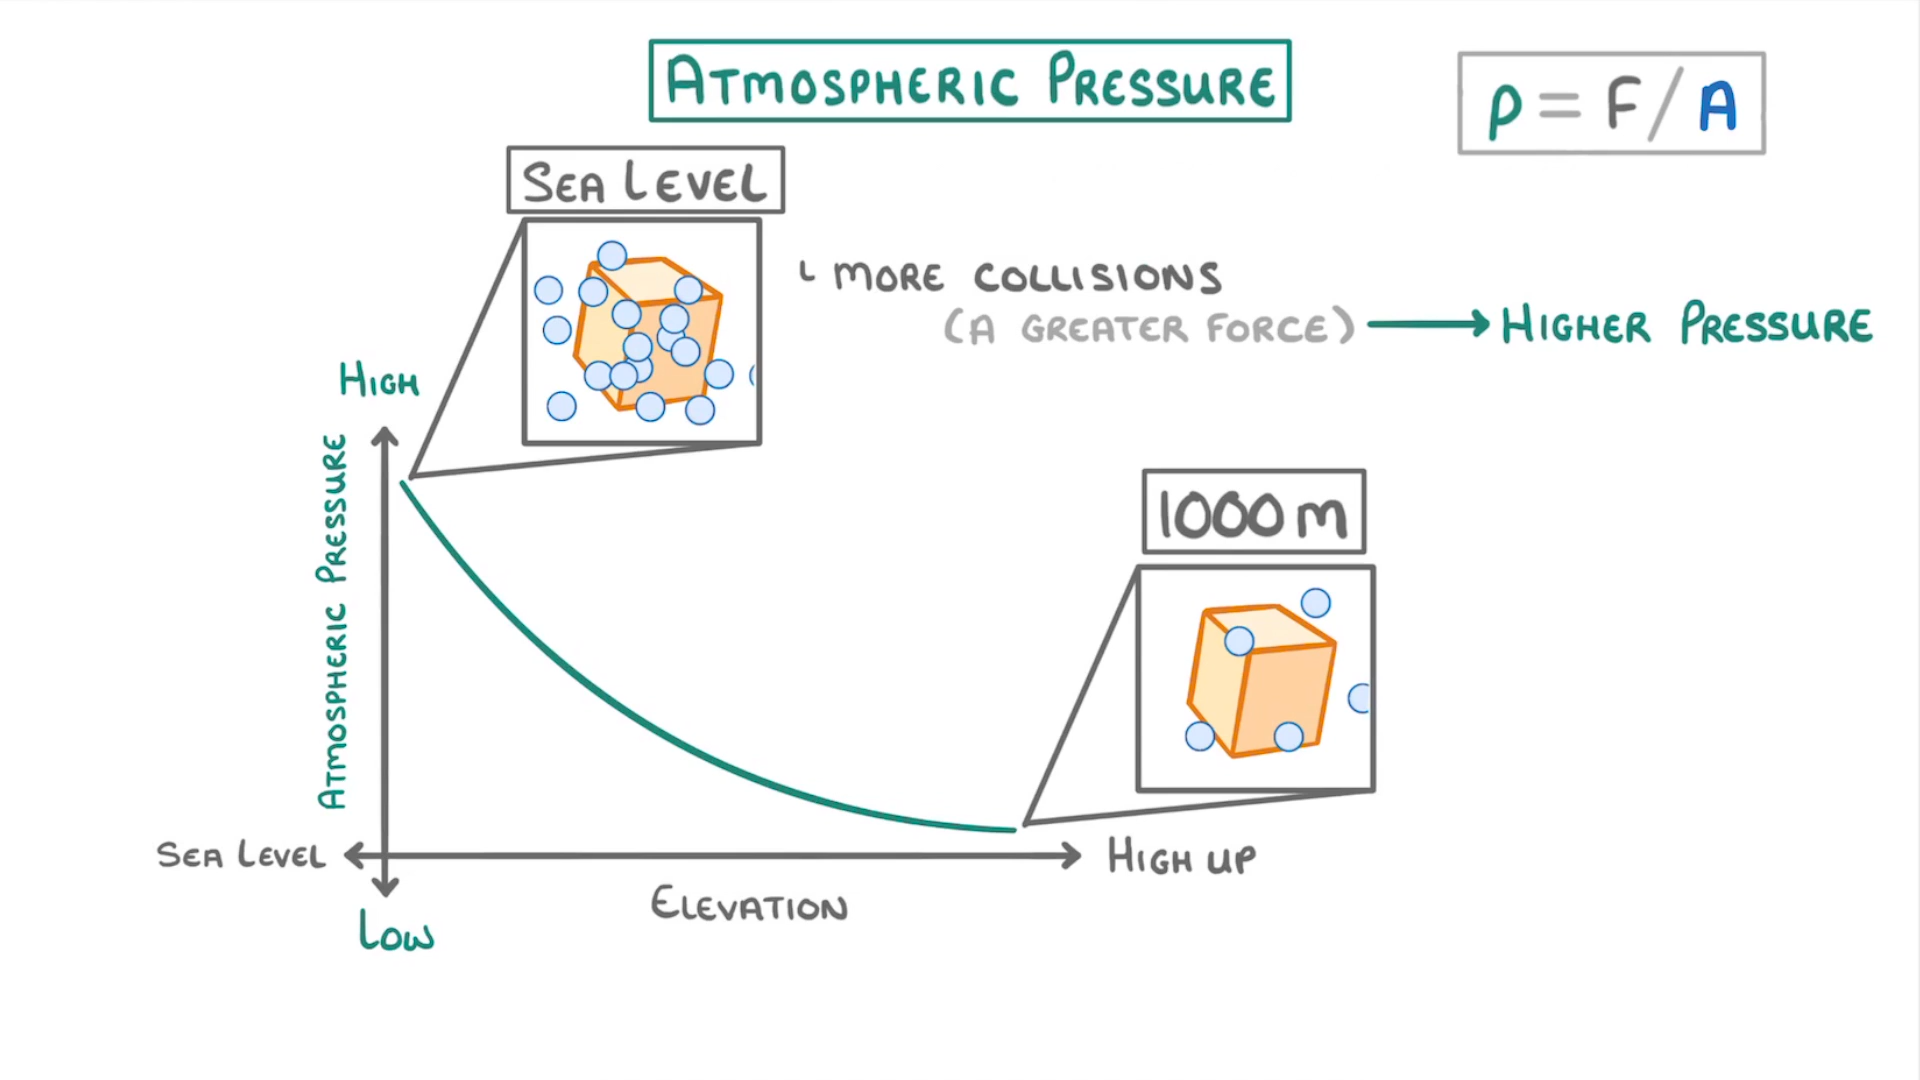 ATMOSPHERIC PRESSURE
P = F / A
SEA LEVEL
MORE COLLISIONS
(A GREATER FORCE) → HIGHER PRESSURE
HIGH
ATMOSPHERIC PRESSURE
1000 m
SEA LEVEL
HIGH UP
ELEVATION
LOW